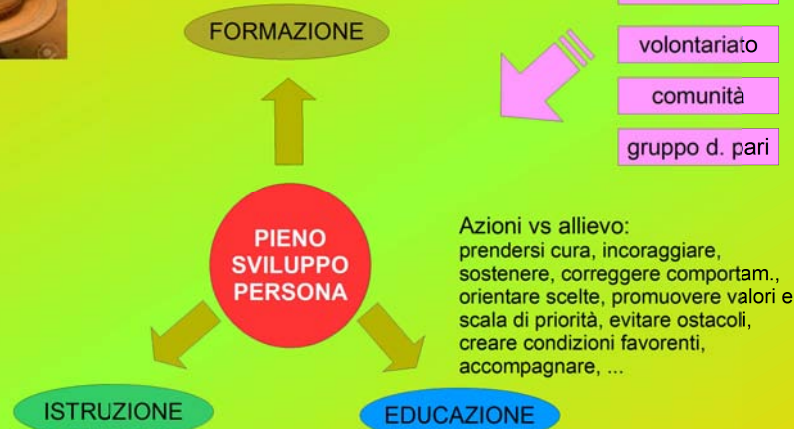 FORMAZIONE
volontariato
comunità
gruppo d. pari
PIENO
SVILUPPO
PERSONA
Azioni vs allievo:
prendersi cura, incoraggiare,
sostenere, correggere comportam.,
orientare scelte, promuovere valori e
scala di priorità, evitare ostacoli,
creare condizioni favorenti,
accompagnare, ...
ISTRUZIONE
EDUCAZIONE